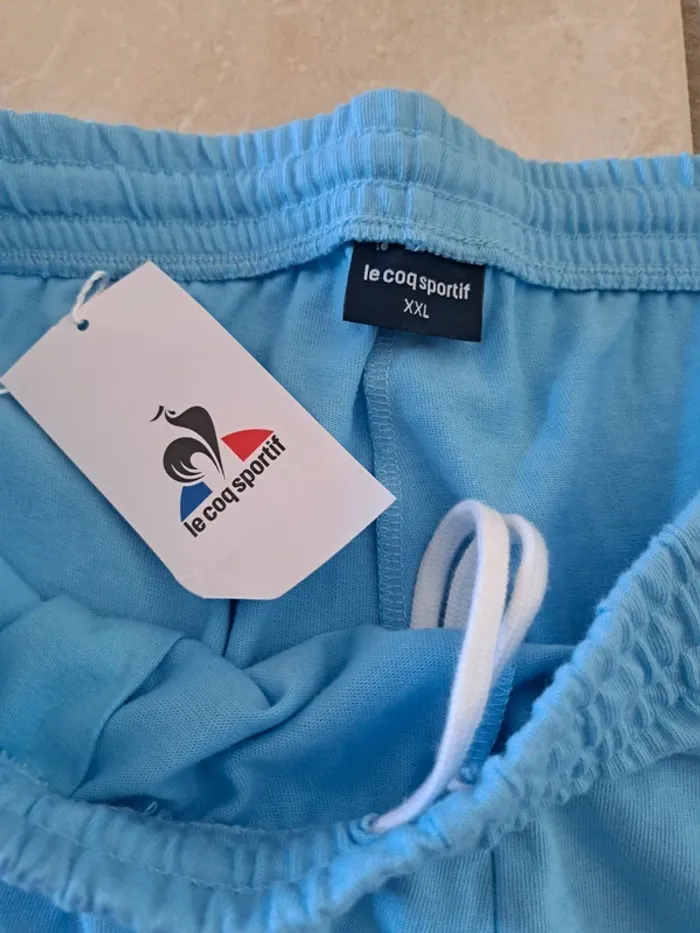 le coq sportif
XXL
le coq sportif